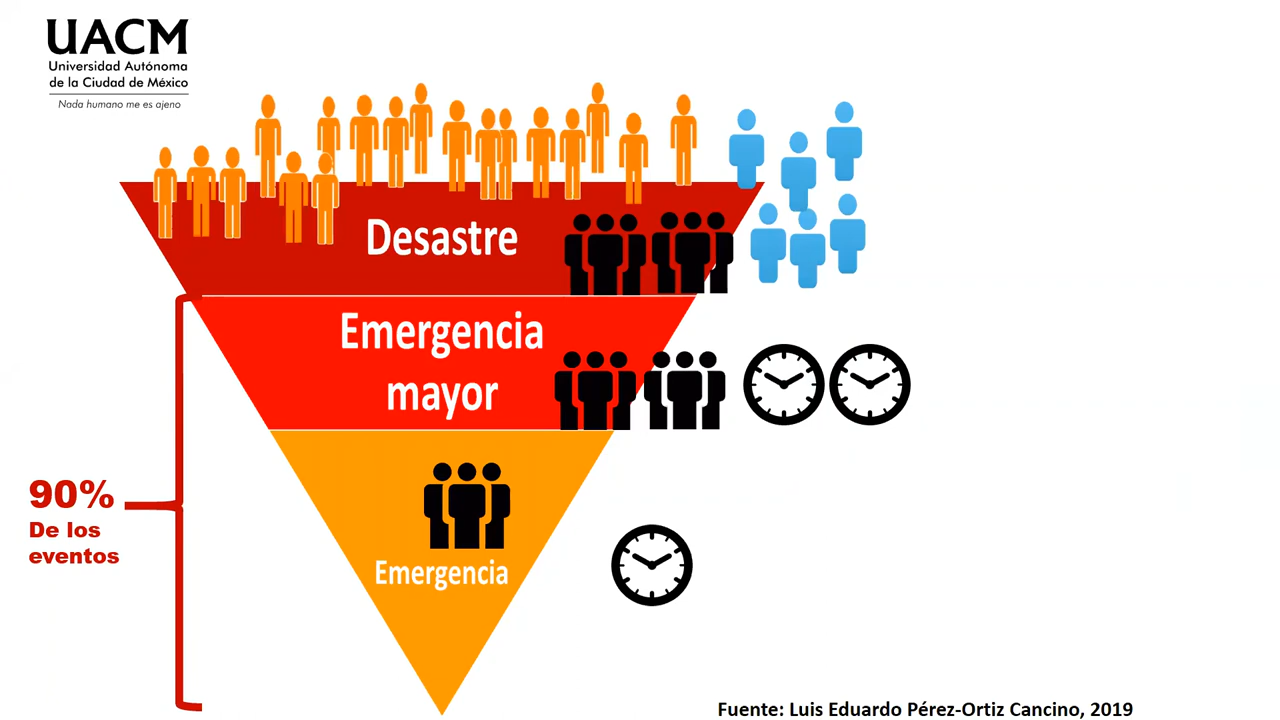 UACM
Universidad Autónoma
de la Ciudad de México
Nada humano me es ajeno
Desastre
Emergencia
mayor
90%
De los
eventos
Emergencia
Fuente: Luis Eduardo Pérez-Ortiz Cancino, 2019